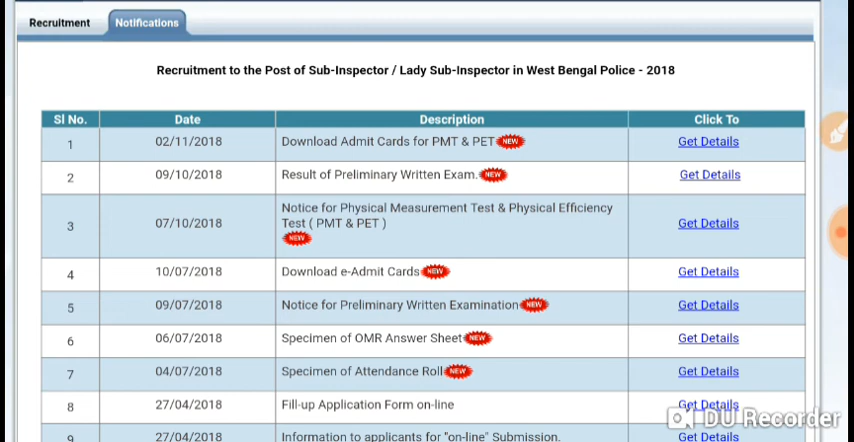 Recruitment
Notifications
Recruitment to the Post of Sub-Inspector / Lady Sub-Inspector in West Bengal Police - 2018
Sl No. Date Description Click To
1 02/11/2018 Download Admit Cards for PMT & PET NEW Get Details
2 09/10/2018 Result of Preliminary Written Exam. NEW Get Details
3 07/10/2018 Notice for Physical Measurement Test & Physical Efficiency
Test ( PMT & PET ) Get Details
NEW
4 10/07/2018 Download e-Admit Cards NEW Get Details
5 09/07/2018 Notice for Preliminary Written Examination NEW Get Details
6 06/07/2018 Specimen of OMR Answer Sheet NEW Get Details
7 04/07/2018 Specimen of Attendance Roll NEW Get Details
8 27/04/2018 Fill-up Application Form on-line Get Details
DU Recorder
9 27/04/2018 Information to applicants for "on-line" Submission. Get Details